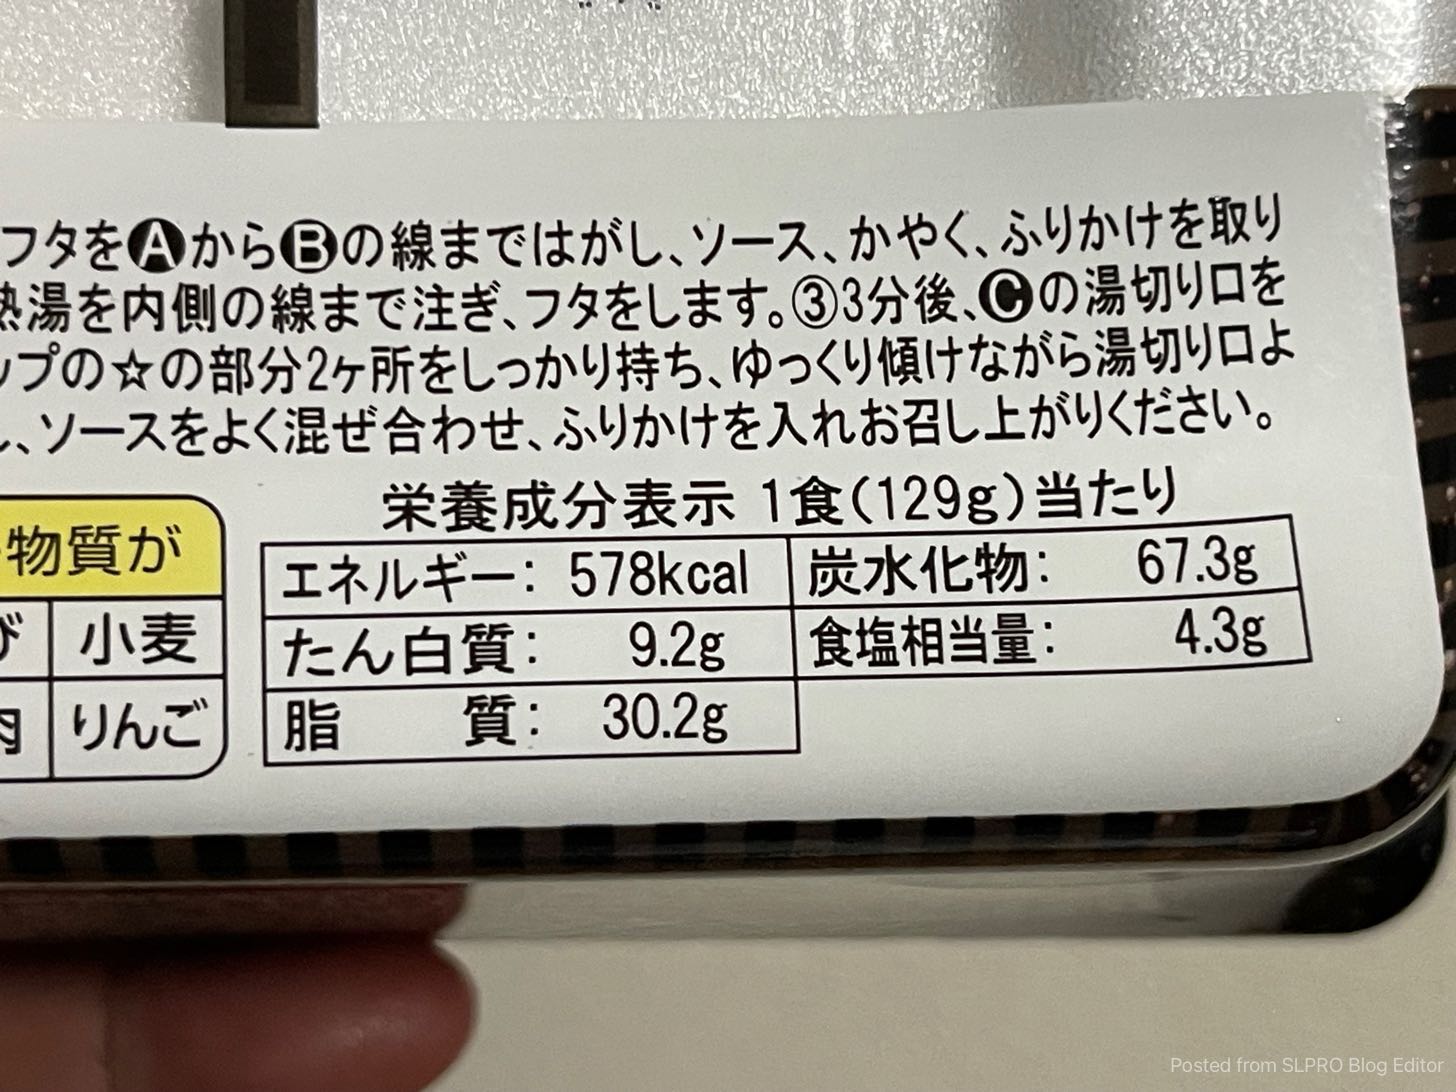 フタをAからBの線まではがし、ソース、かやく、ふりかけを取り
熱湯を内側の線まで注ぎ、フタをします。③3分後、Cの湯切り口を
ップの☆の部分2ヶ所をしっかり持ち、ゆっくり傾けながら湯切り口よ
し、ソースをよく混ぜ合わせ、ふりかけを入れお召し上がりください。
栄養成分表示 1食(129g)当たり
物質が
エネルギー: 578kcal 炭水化物: 67.3g
び 小麦
たん白質: 9.2g 食塩相当量: 4.3g
肉 りんご
脂 質: 30.2g
Posted from SLPRO Blog Editor